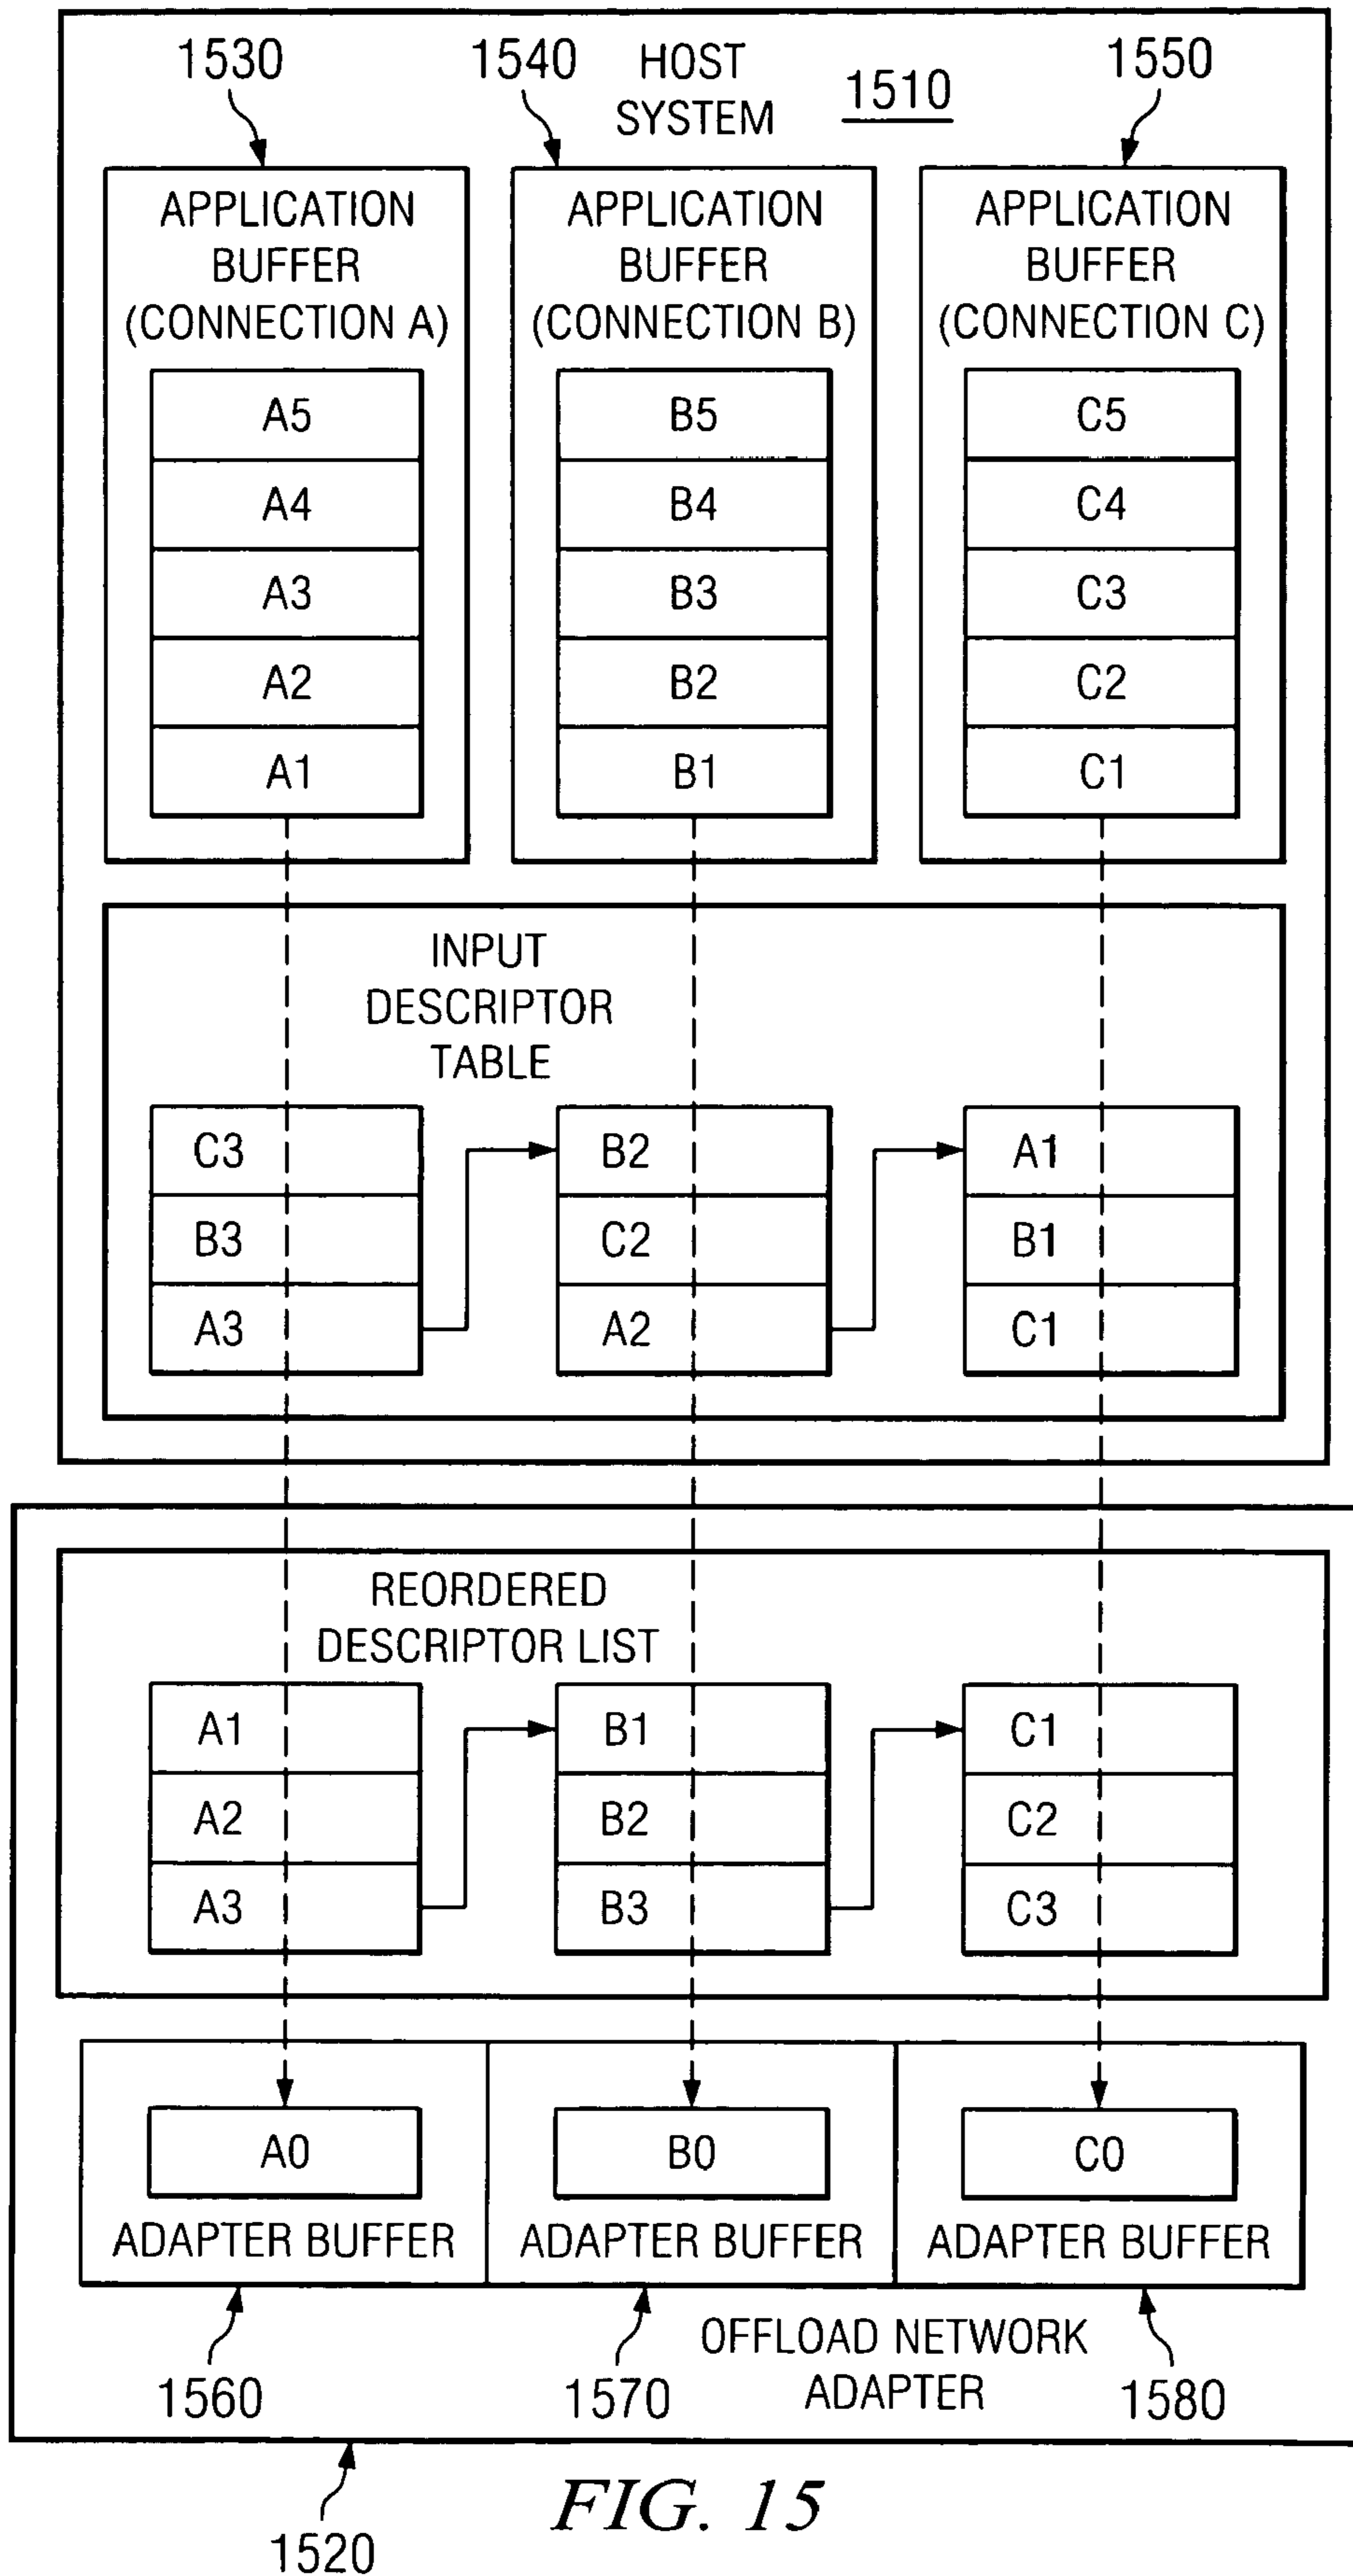 1530
1540
HOST
SYSTEM
1510
1550
APPLICATION
BUFFER
(CONNECTION A)
A5
A4
A3
A2
A1
APPLICATION
BUFFER
(CONNECTION B)
B5
B4
B3
B2
B1
APPLICATION
BUFFER
(CONNECTION C)
C5
C4
C3
C2
C1
INPUT
DESCRIPTOR
TABLE
C3
B3
A3
B2
C2
A2
A1
B1
C1
REORDERED
DESCRIPTOR LIST
A1
A2
A3
B1
B2
B3
C1
C2
C3
A0
ADAPTER BUFFER
B0
ADAPTER BUFFER
C0
ADAPTER BUFFER
1560
1570
OFFLOAD NETWORK
ADAPTER
1580
1520
FIG. 15